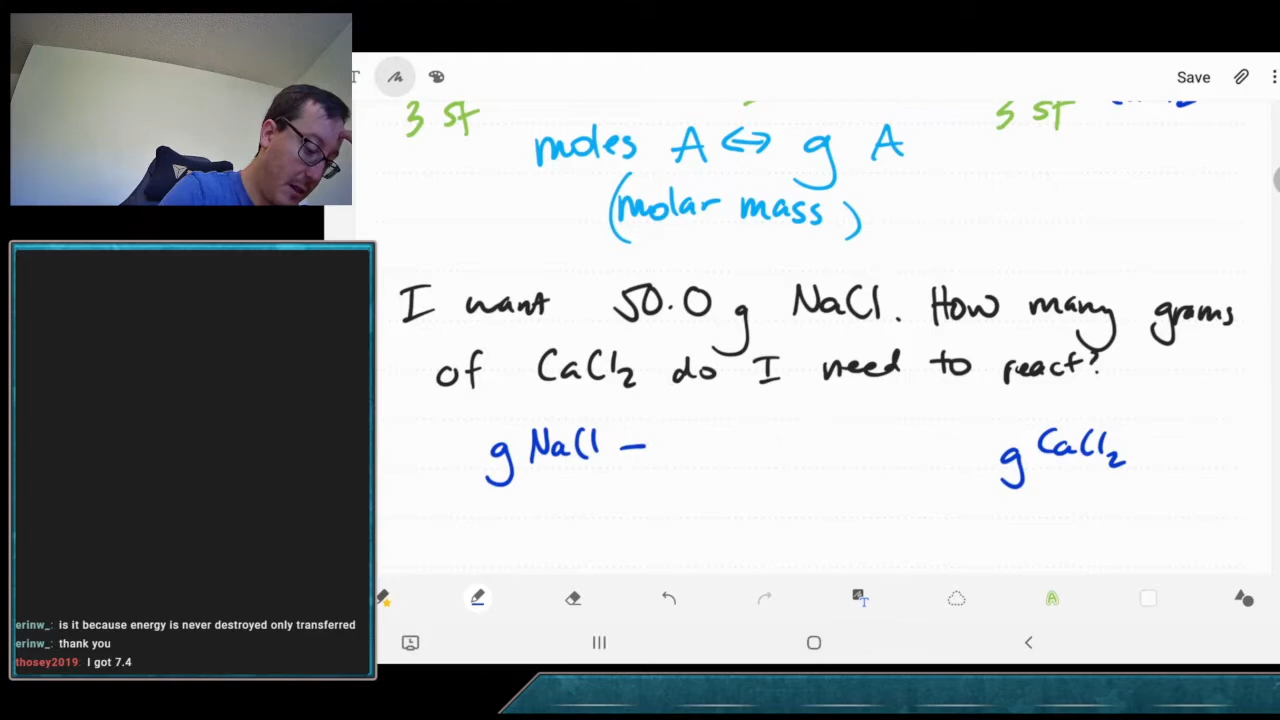 T
Save
3 st
5 st
moles A ↔ g A
(molar mass)
I want 50.0 g NaCl. How many grams
of CaCl2 do I need to react?
g NaCl –
g CaCl2
T
A
erinw_: is it because energy is never destroyed only transferred
erinw_: thank you
thosey2019: I got 7.4